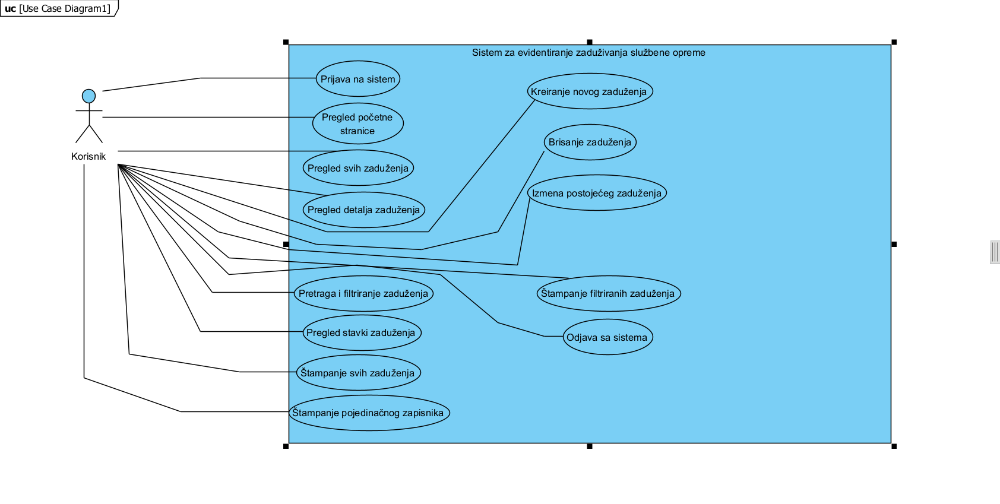 uc [Use Case Diagram1]
Sistem za evidentiranje zaduživanja službene opreme
Korisnik
Prijava na sistem
Pregled početne
stranice
Pregled svih zaduženja
Pregled detalja zaduženja
Pretraga i filtriranje zaduženja
Pregled stavki zaduženja
Štampanje svih zaduženja
Štampanje pojedinačnog zapisnika
Kreiranje novog zaduženja
Brisanje zaduženja
Izmena postojećeg zaduženja
Štampanje filtriranih zaduženja
Odjava sa sistema